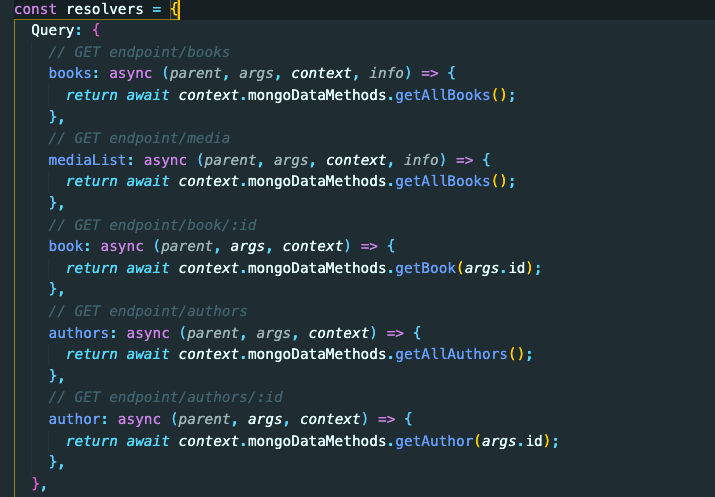 const resolvers = {
  Query: {
    // GET endpoint/books
    books: async (parent, args, context, info) => {
      return await context.mongoDataMethods.getAllBooks();
    },
    // GET endpoint/media
    mediaList: async (parent, args, context, info) => {
      return await context.mongoDataMethods.getAllBooks();
    },
    // GET endpoint/book/:id
    book: async (parent, args, context) => {
      return await context.mongoDataMethods.getBook(args.id);
    },
    // GET endpoint/authors
    authors: async (parent, args, context) => {
      return await context.mongoDataMethods.getAllAuthors();
    },
    // GET endpoint/authors/:id
    author: async (parent, args, context) => {
      return await context.mongoDataMethods.getAuthor(args.id);
    },
  },